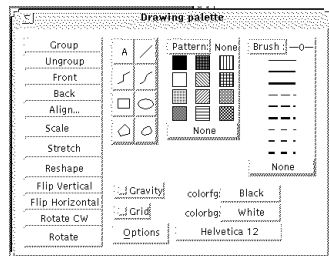 Drawing palette
Group
Ungroup
Front
Back
Align...
Scale
Stretch
Reshape
Flip Vertical
Flip Horizontal
Rotate CW
Rotate
A
Pattern: None
None
Brush:
None
Gravity
Grid
Options
colorfg: Black
colorbg: White
Helvetica 12